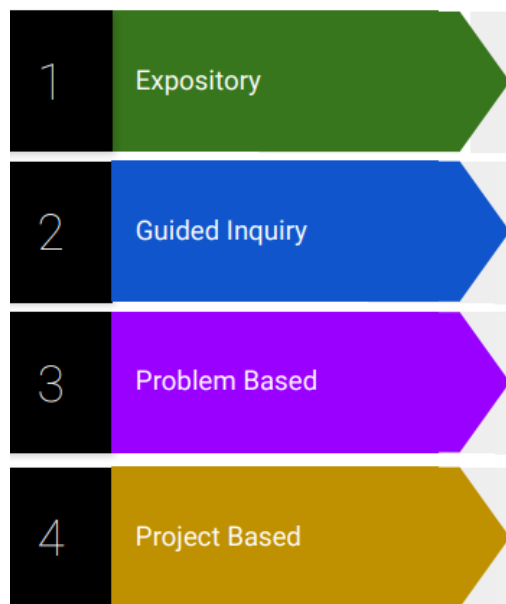 1
Expository
2
Guided Inquiry
3
Problem Based
4
Project Based